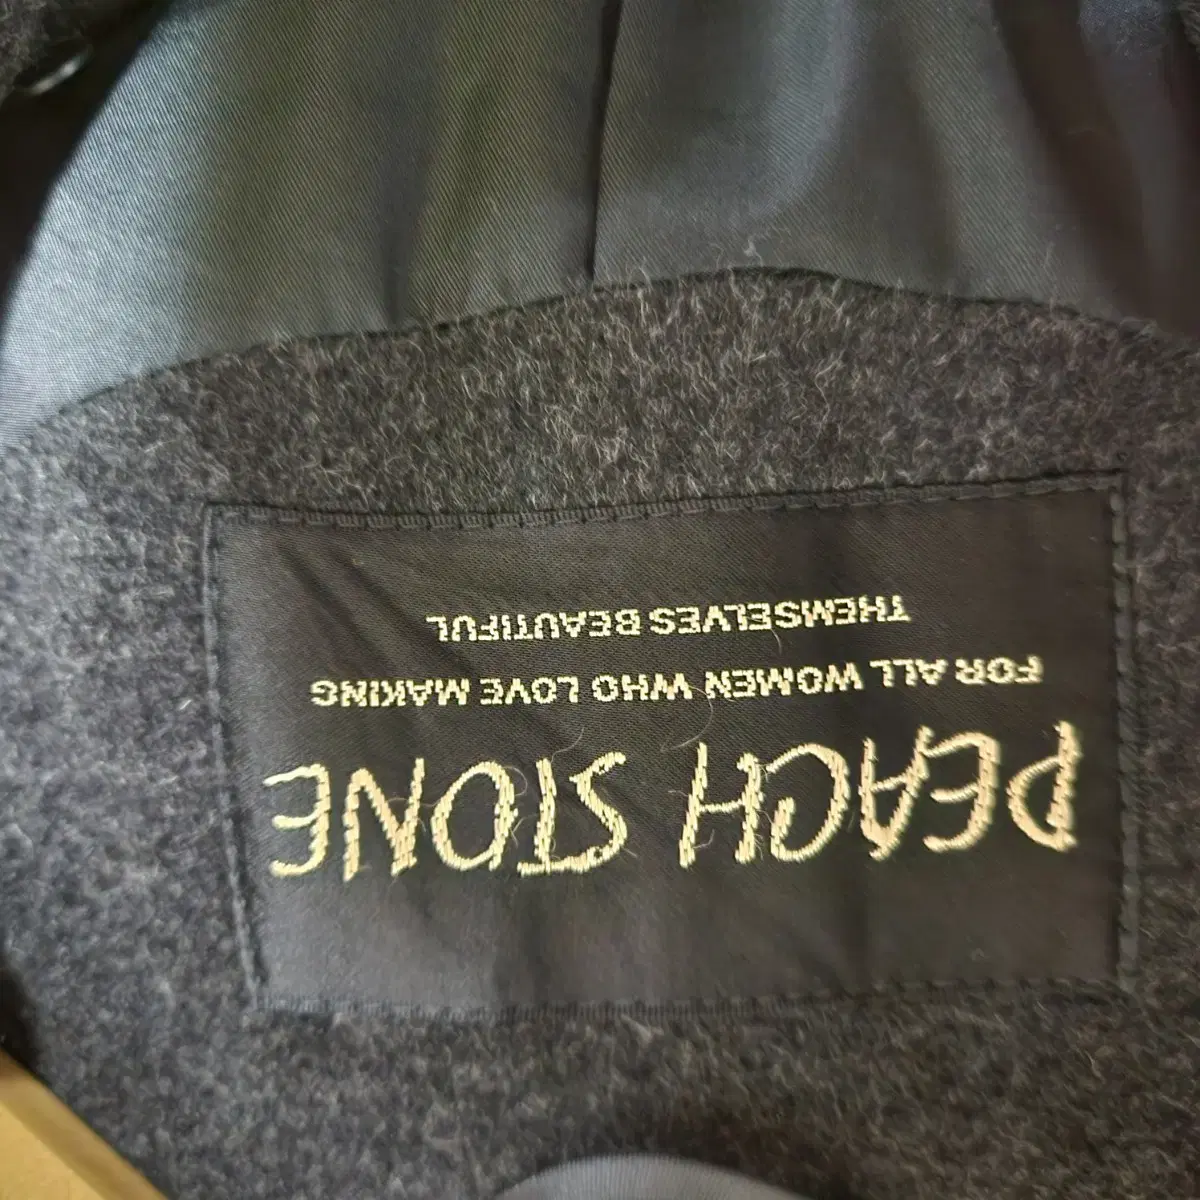 PEACH STONE
FOR ALL WOMEN WHO LOVE MAKING
THEMSELVES BEAUTIFUL